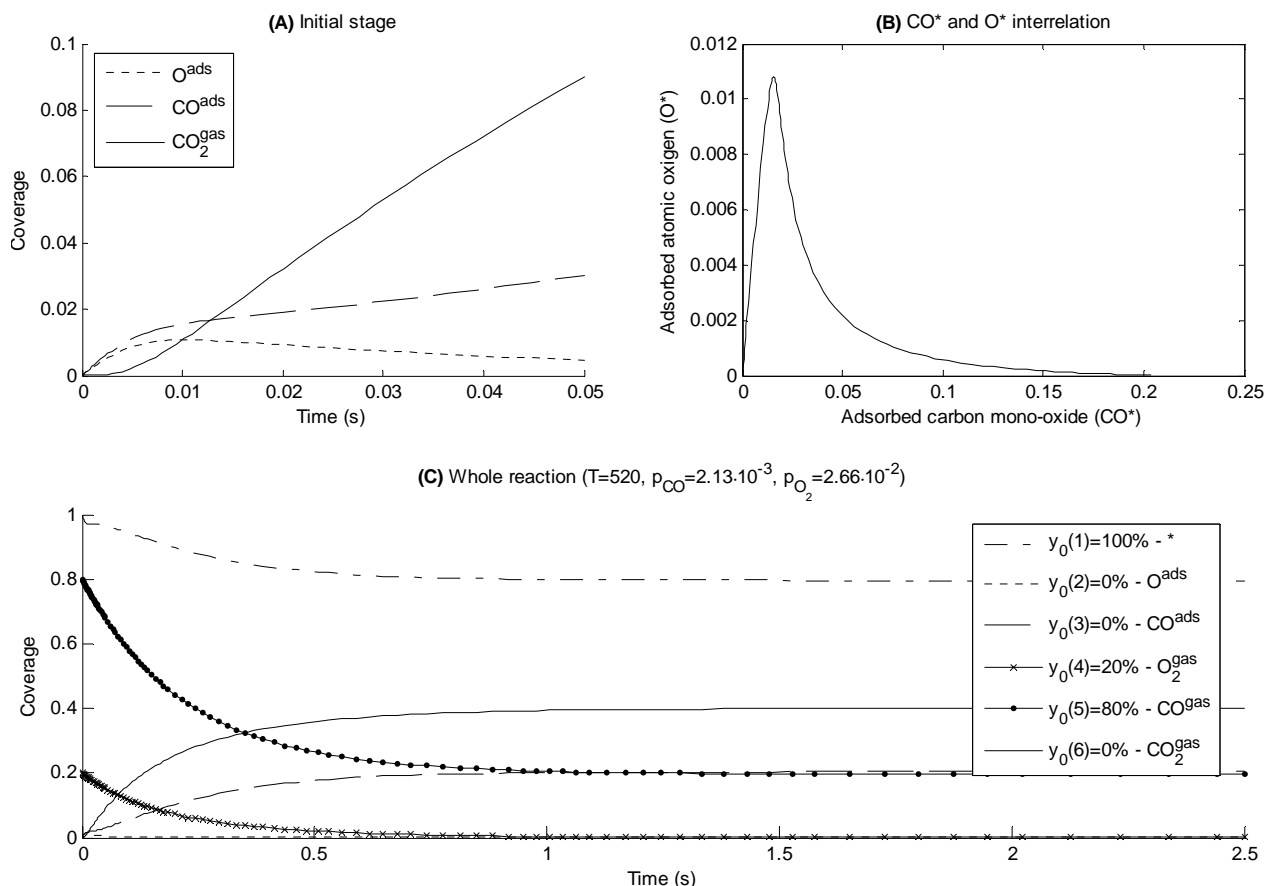 (A) Initial stage
0.1
0.08
0.06
0.04
0.02
0
Coverage
O^ads
CO^ads
CO_2^gas
0 0.01 0.02 0.03 0.04 0.05
Time (s)
(B) CO* and O* interrelation
0.012
0.01
0.008
0.006
0.004
0.002
0
Adsorbed atomic oxigen (O*)
0 0.05 0.1 0.15 0.2 0.25
Adsorbed carbon mono-oxide (CO*)
(C) Whole reaction (T=520, p_CO=2.13·10^-3, p_O_2=2.66·10^-2)
1
0.8
0.6
0.4
0.2
0
Coverage
y_0(1)=100% - *
y_0(2)=0% - O^ads
y_0(3)=0% - CO^ads
y_0(4)=20% - O_2^gas
y_0(5)=80% - CO^gas
y_0(6)=0% - CO_2^gas
0 0.5 1 1.5 2 2.5
Time (s)